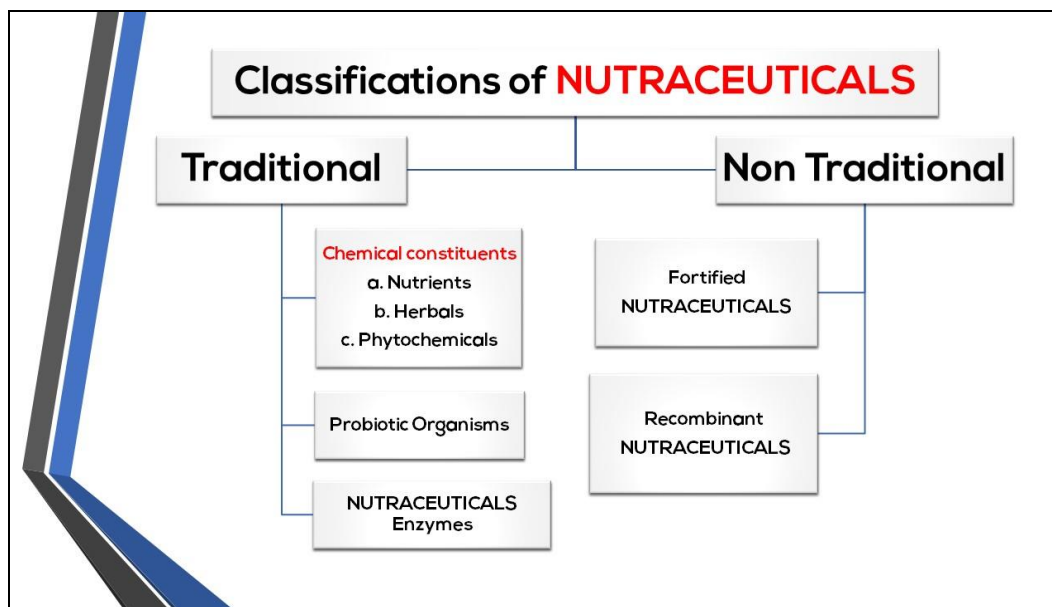 Classifications of NUTRACEUTICALS
Traditional
Non Traditional
Chemical constituents
a. Nutrients
b. Herbals
c. Phytochemicals
Probiotic Organisms
NUTRACEUTICALS
Enzymes
Fortified
NUTRACEUTICALS
Recombinant
NUTRACEUTICALS